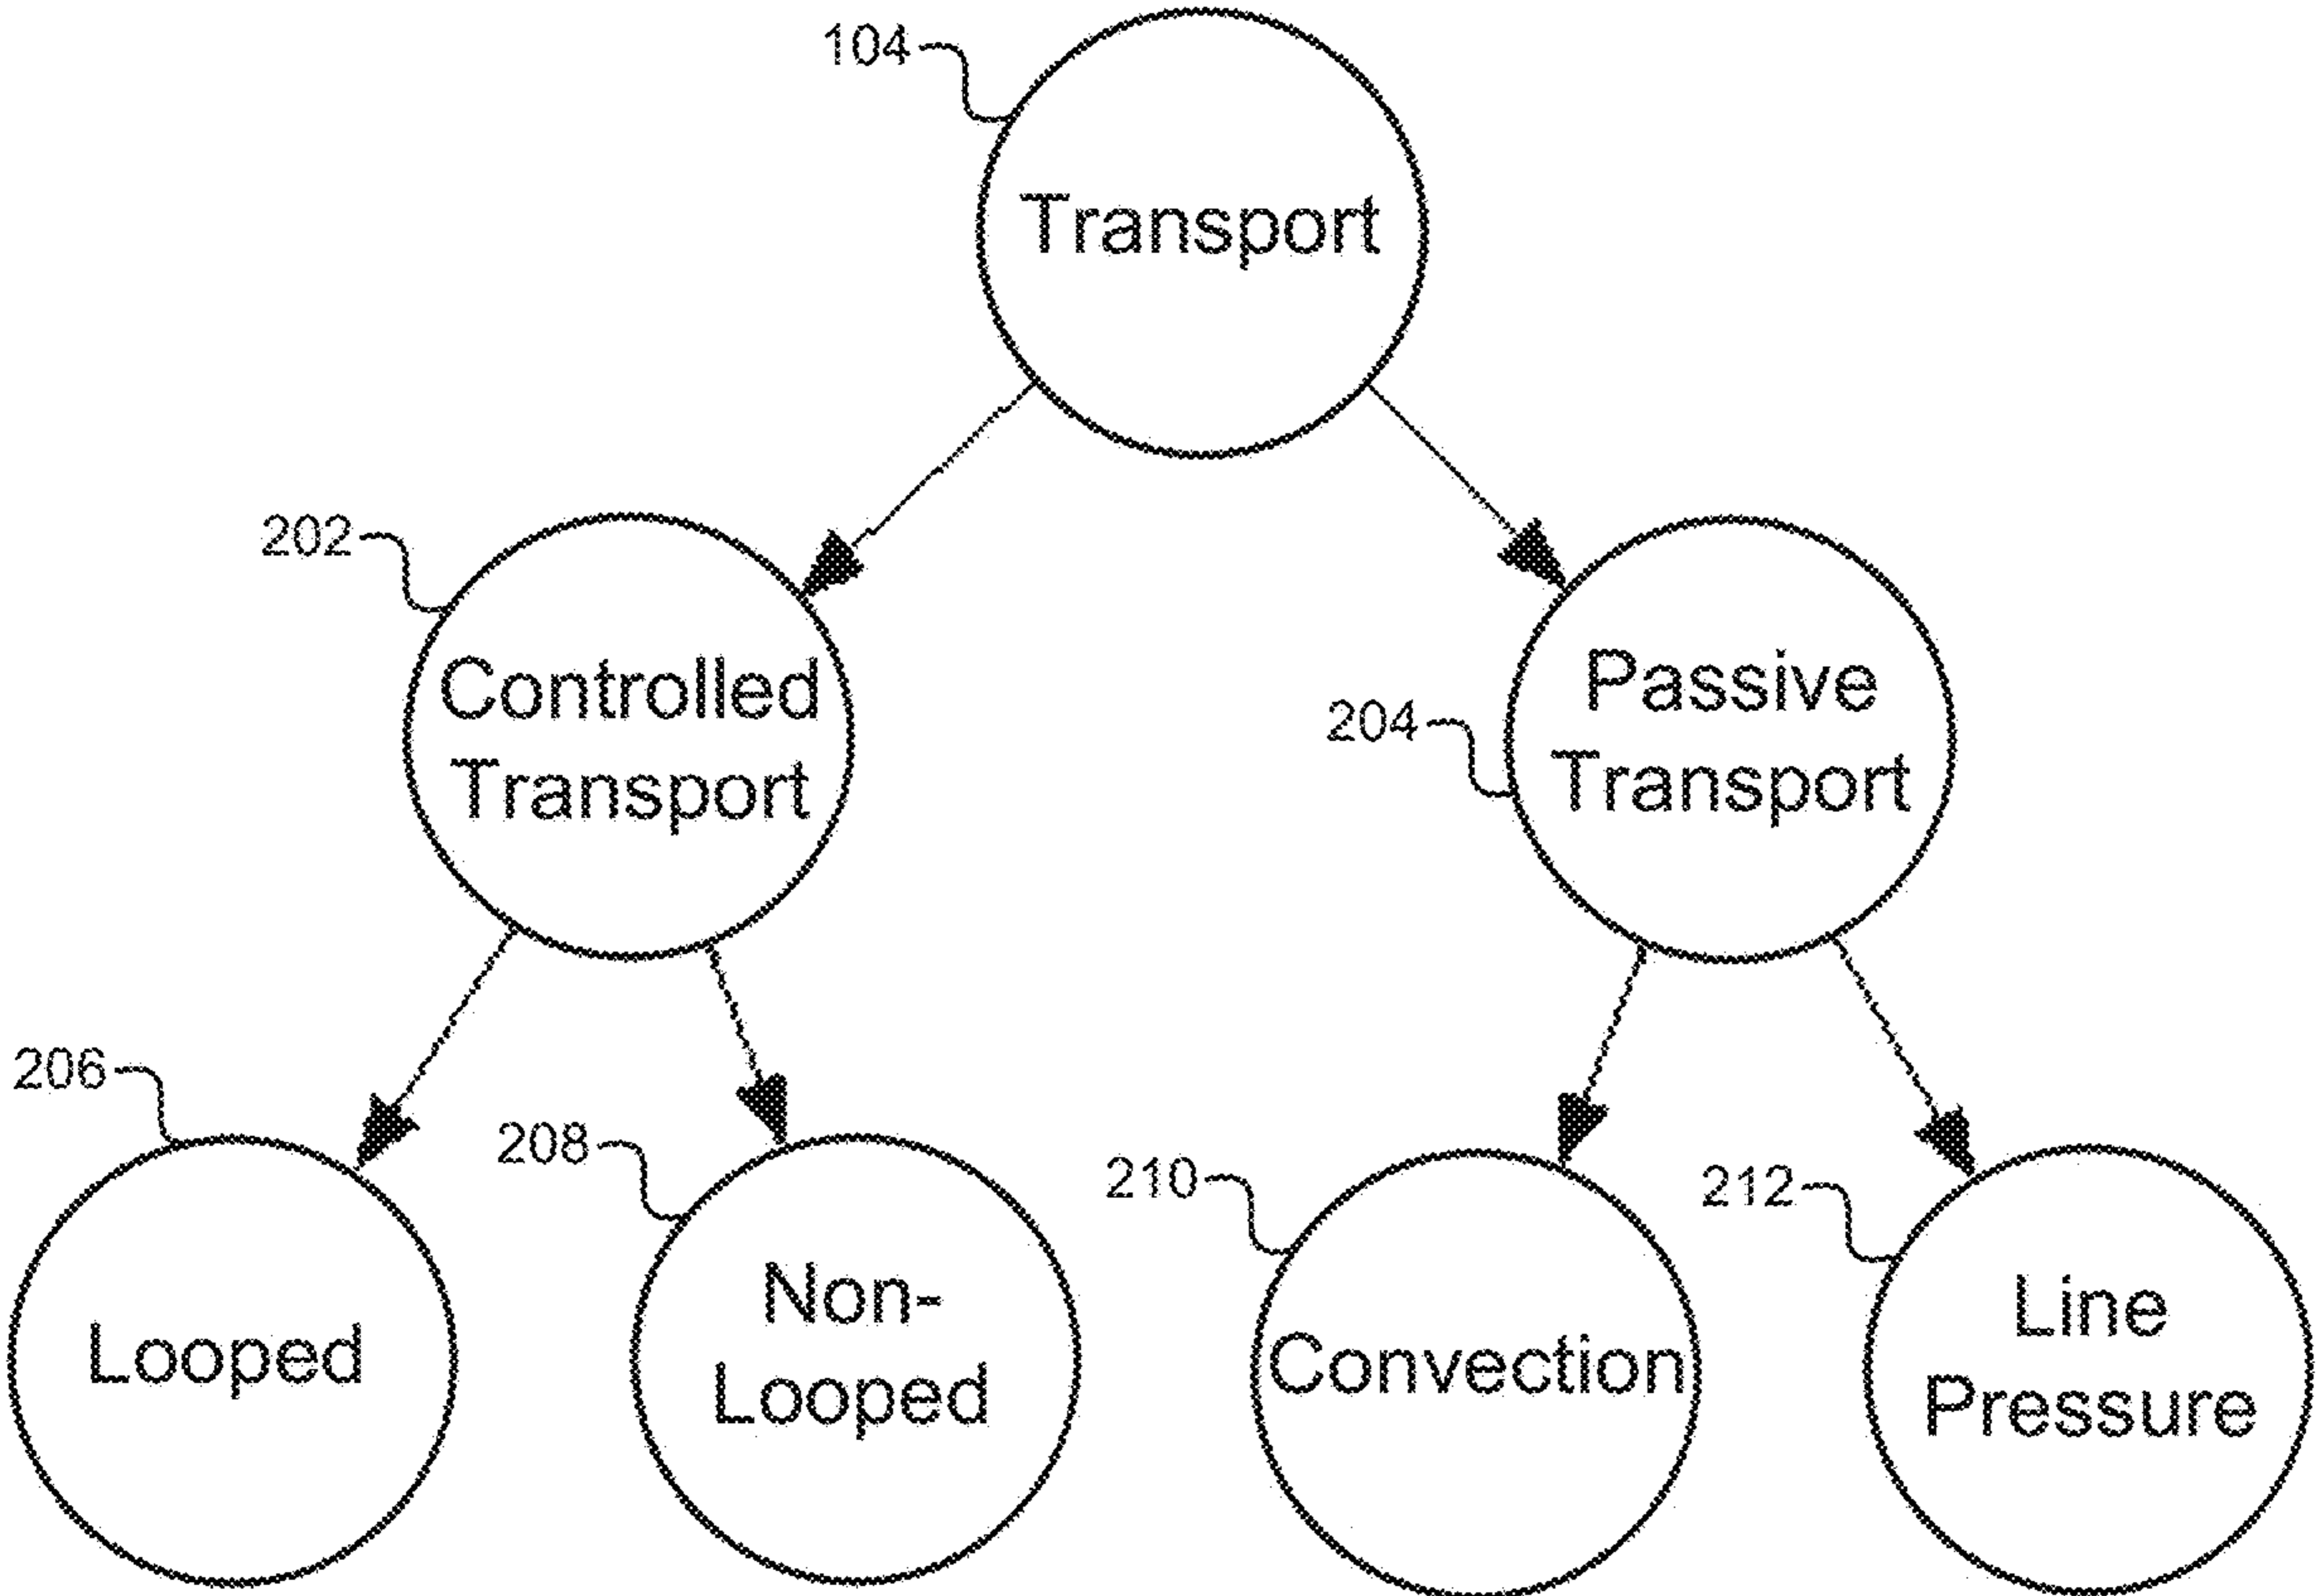 104
Transport
202
Controlled
Transport
204
Passive
Transport
206
Looped
208
Non-
Looped
210
Convection
212
Line
Pressure